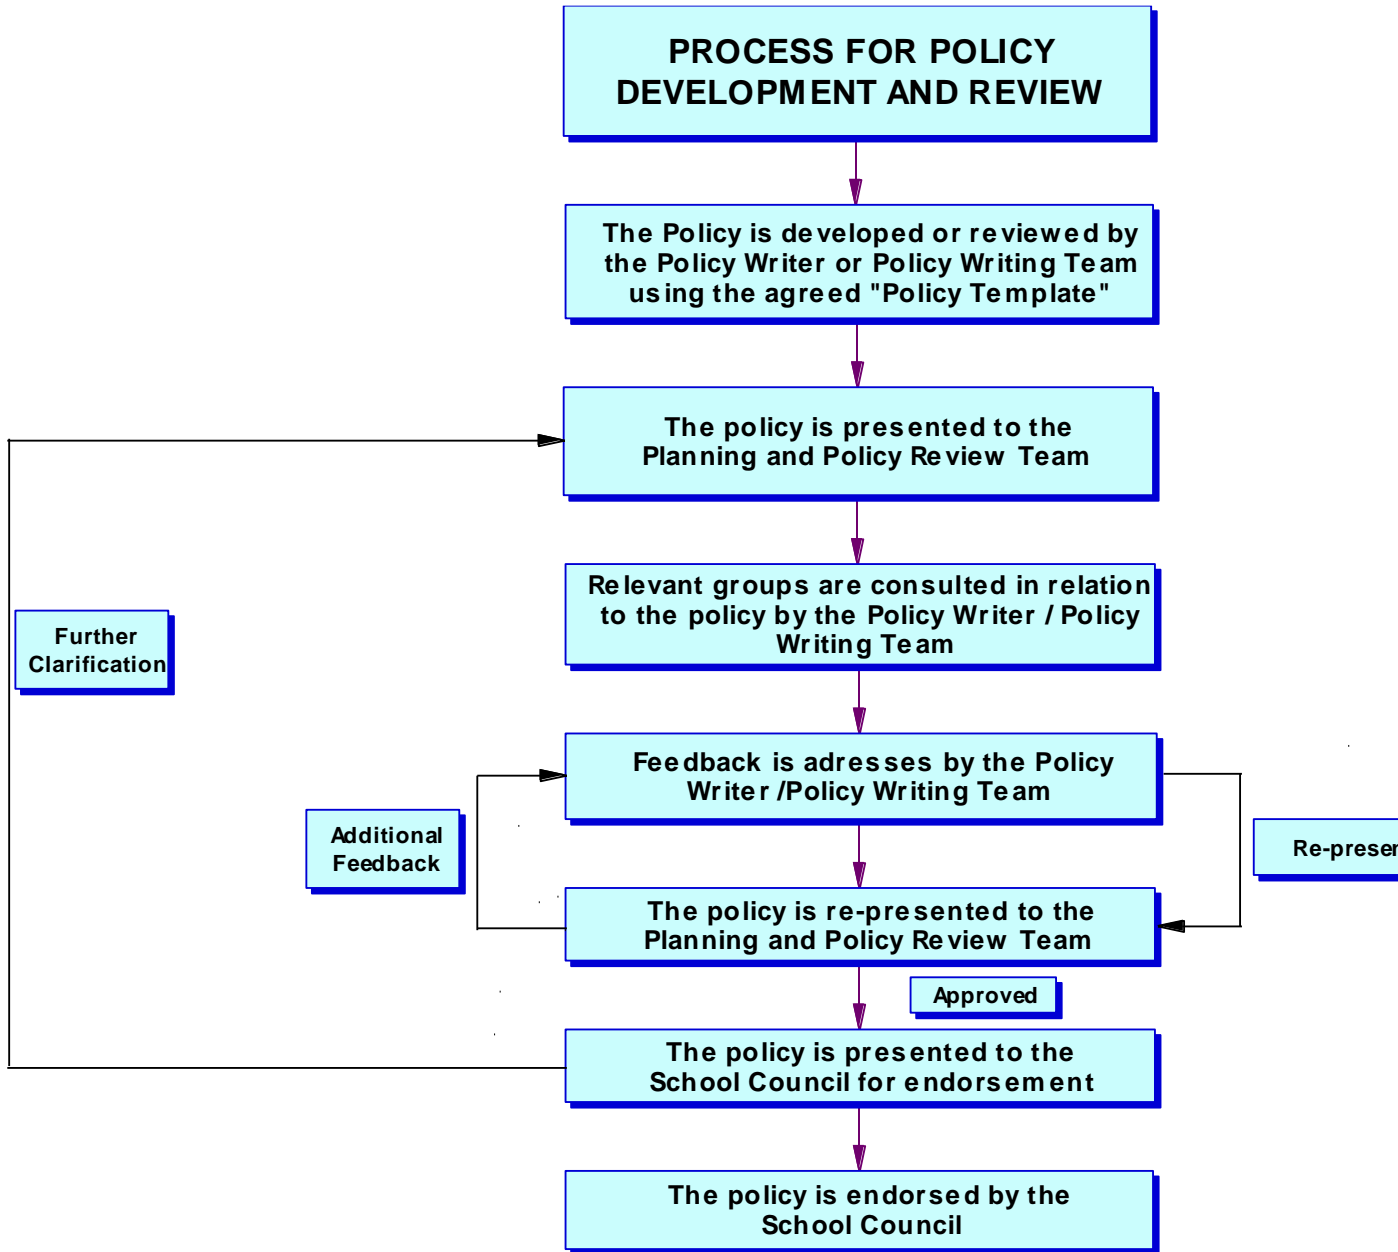 PROCESS FOR POLICY
DEVELOPMENT AND REVIEW
The Policy is developed or reviewed by
the Policy Writer or Policy Writing Team
using the agreed "Policy Template"
The policy is presented to the
Planning and Policy Review Team
Relevant groups are consulted in relation
to the policy by the Policy Writer / Policy
Writing Team
Further
Clarification
Feedback is adresses by the Policy
Writer /Policy Writing Team
Additional
Feedback
Re-presen
The policy is re-presented to the
Planning and Policy Review Team
Approved
The policy is presented to the
School Council for endorsement
The policy is endorsed by the
School Council